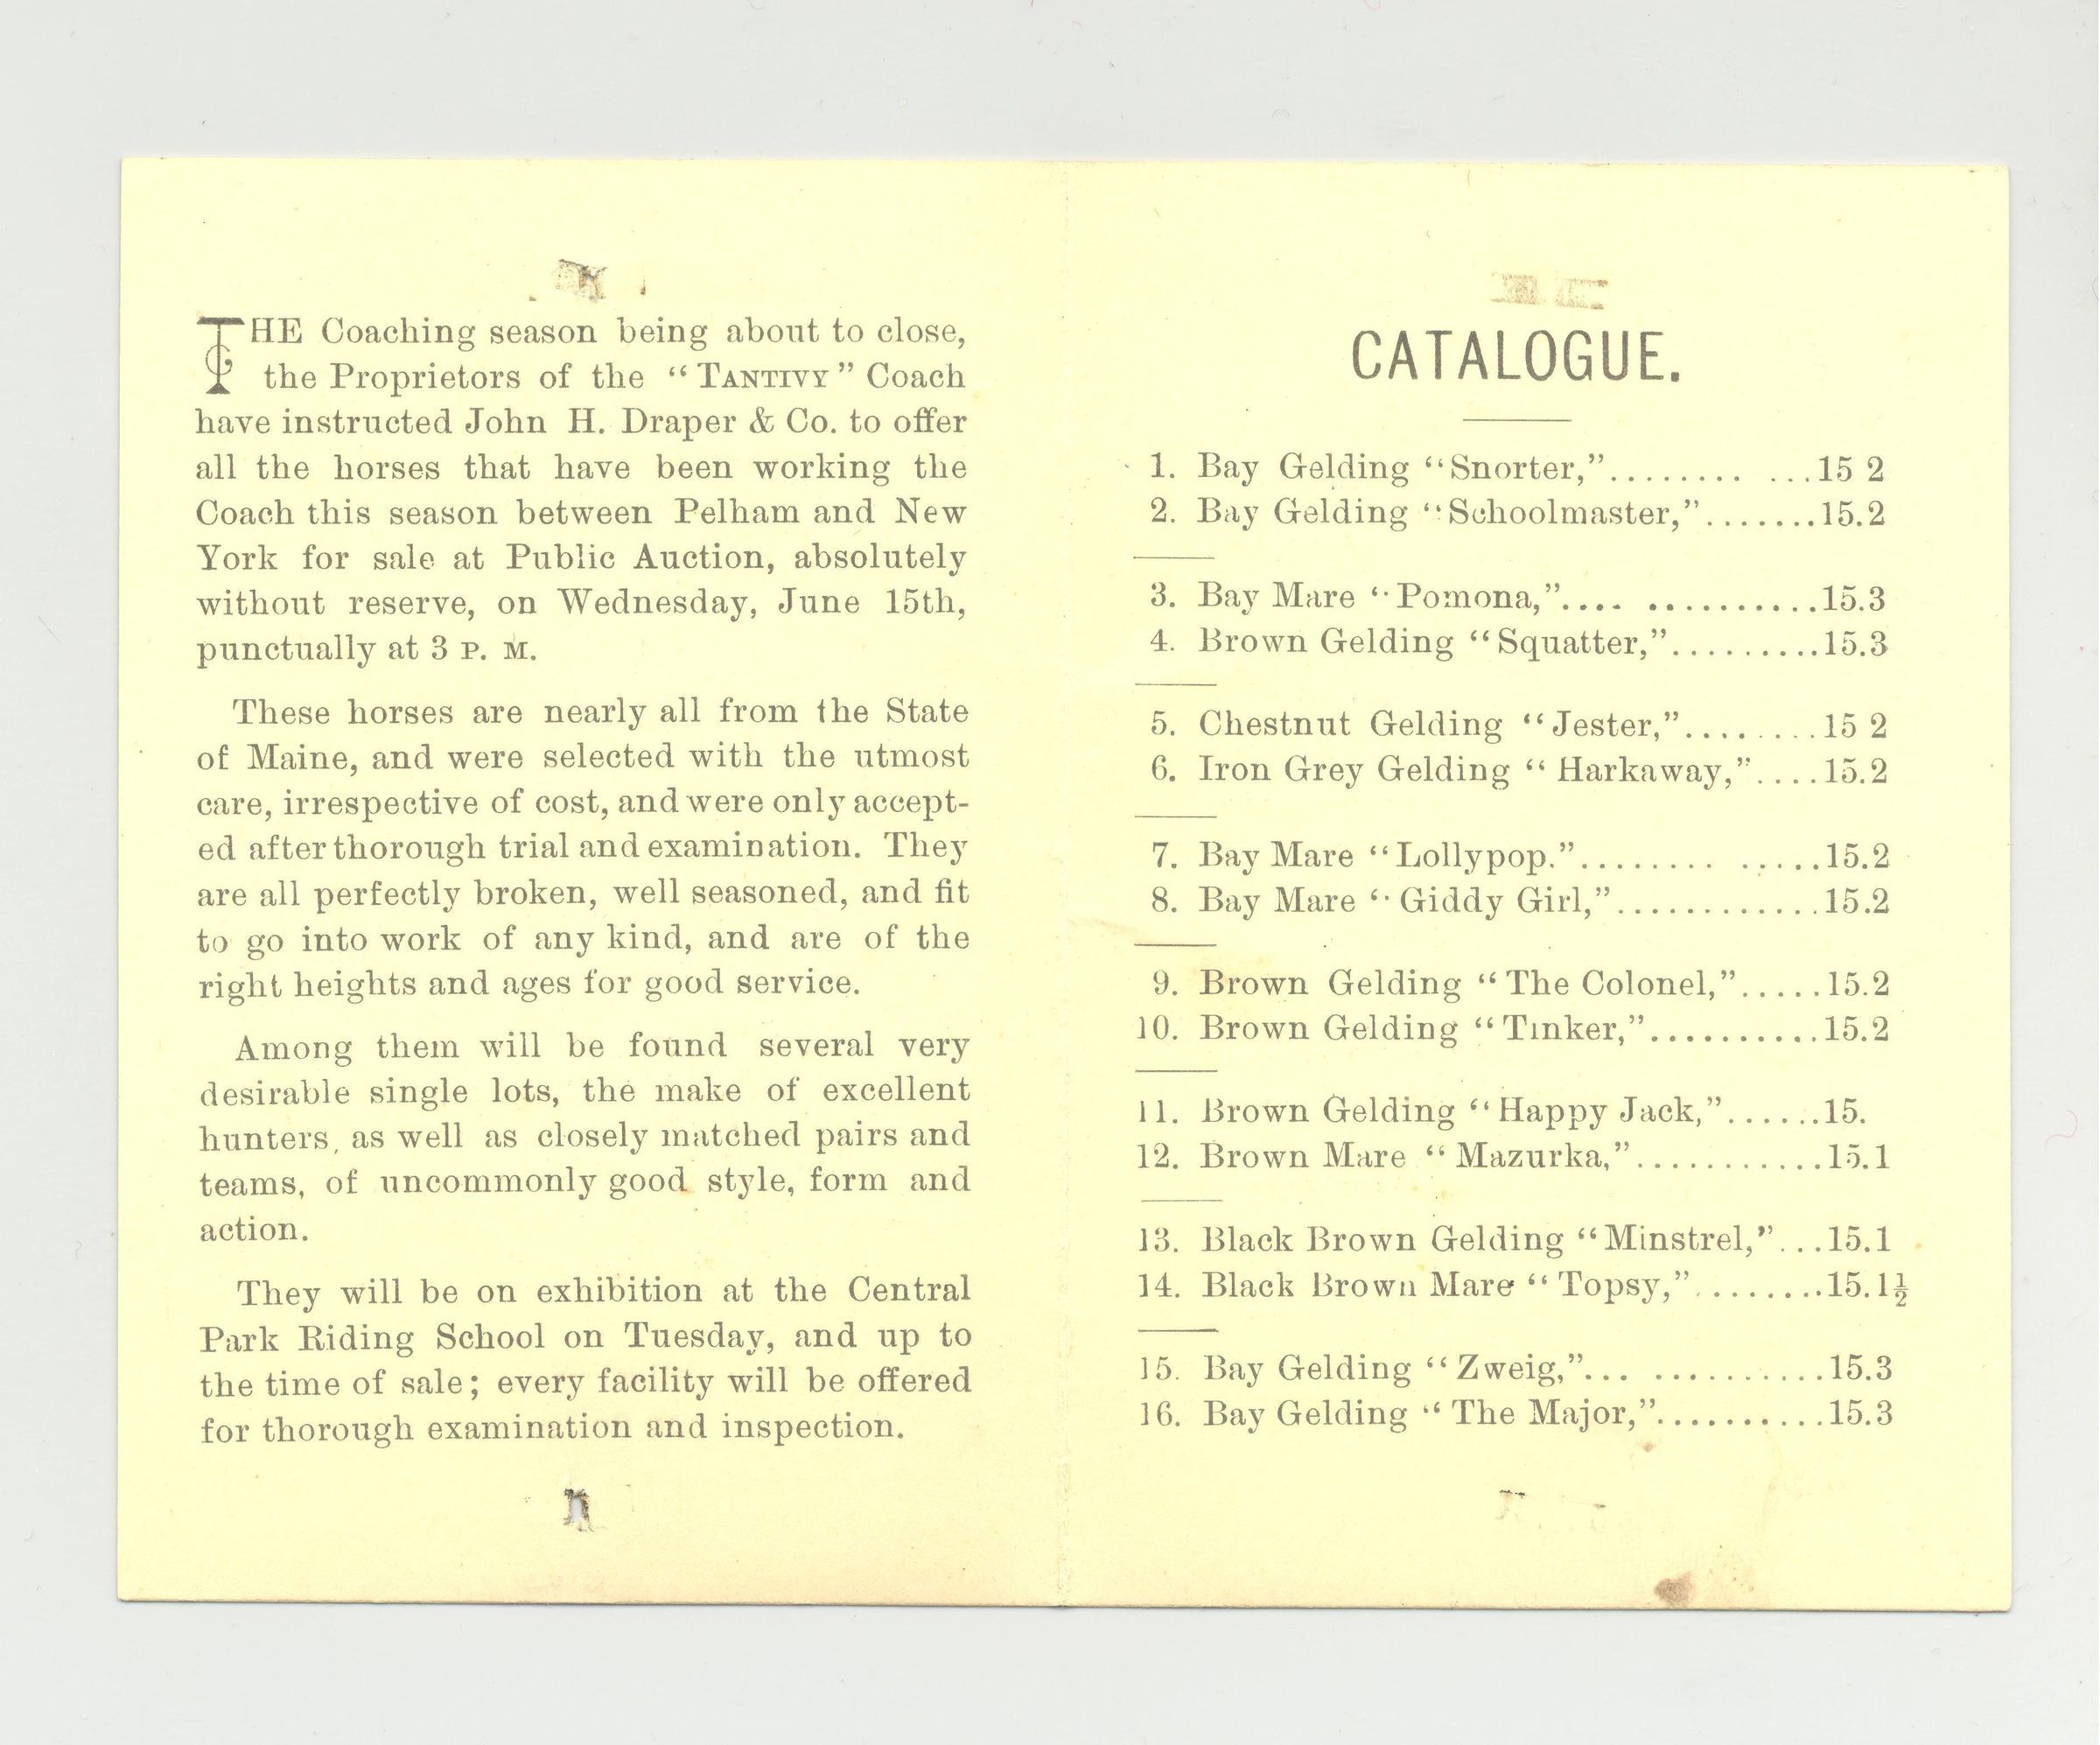 THE Coaching season being about to close,
the Proprietors of the “TANTIVY” Coach
have instructed John H. Draper & Co. to offer
all the horses that have been working the
Coach this season between Pelham and New
York for sale at Public Auction, absolutely
without reserve, on Wednesday, June 15th,
punctually at 3 P. M.
These horses are nearly all from the State
of Maine, and were selected with the utmost
care, irrespective of cost, and were only accept-
ed after thorough trial and examination. They
are all perfectly broken, well seasoned, and fit
to go into work of any kind, and are of the
right heights and ages for good service.
Among them will be found several very
desirable single lots, the make of excellent
hunters, as well as closely matched pairs and
teams, of uncommonly good style, form and
action.
They will be on exhibition at the Central
Park Riding School on Tuesday, and up to
the time of sale; every facility will be offered
for thorough examination and inspection.
CATALOGUE.
1. Bay Gelding “Snorter,”........ ...15 2
2. Bay Gelding “Schoolmaster,”.......15.2
3. Bay Mare “Pomona,”.... ..........15.3
4. Brown Gelding “Squatter,”.........15.3
5. Chestnut Gelding “Jester,”........15 2
6. Iron Grey Gelding “Harkaway,”....15.2
7. Bay Mare “Lollypop.”........ .....15.2
8. Bay Mare “Giddy Girl,”............15.2
9. Brown Gelding “The Colonel,”.....15.2
10. Brown Gelding “Tinker,”..........15.2
11. Brown Gelding “Happy Jack,”......15.
12. Brown Mare “Mazurka,”...........15.1
13. Black Brown Gelding “Minstrel,”...15.1
14. Black Brown Mare “Topsy,”........15.1½
15. Bay Gelding “Zweig,”... ..........15.3
16. Bay Gelding “The Major,”..........15.3